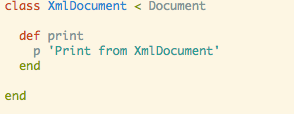 class XmlDocument < Document
  def print
    p 'Print from XmlDocument'
  end
end